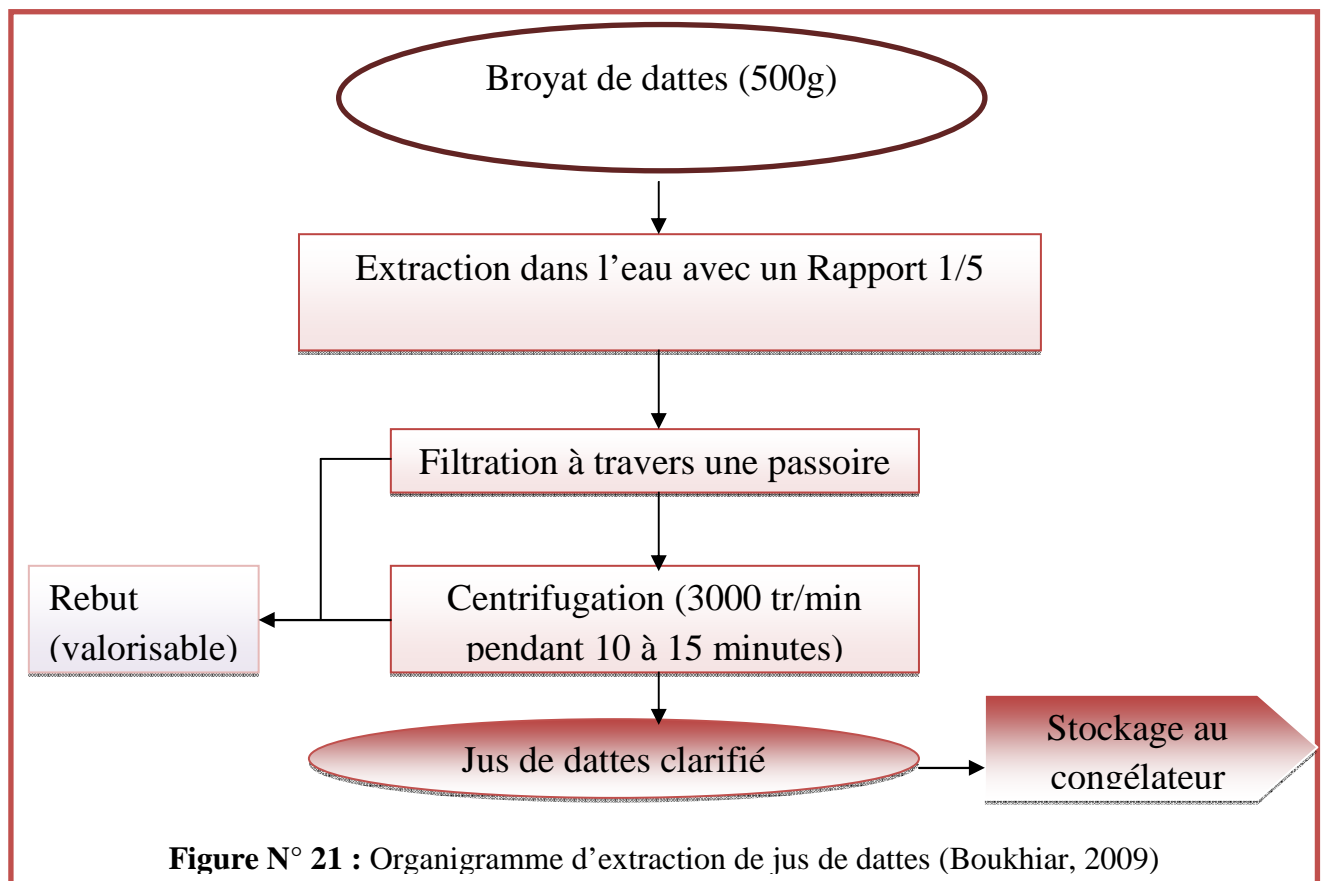 Broyat de dattes (500g)
Extraction dans l’eau avec un Rapport 1/5
Filtration à travers une passoire
Rebut
(valorisable)
Centrifugation (3000 tr/min
pendant 10 à 15 minutes)
Jus de dattes clarifié
Stockage au
congélateur
Figure N° 21 : Organigramme d’extraction de jus de dattes (Boukhiar, 2009)